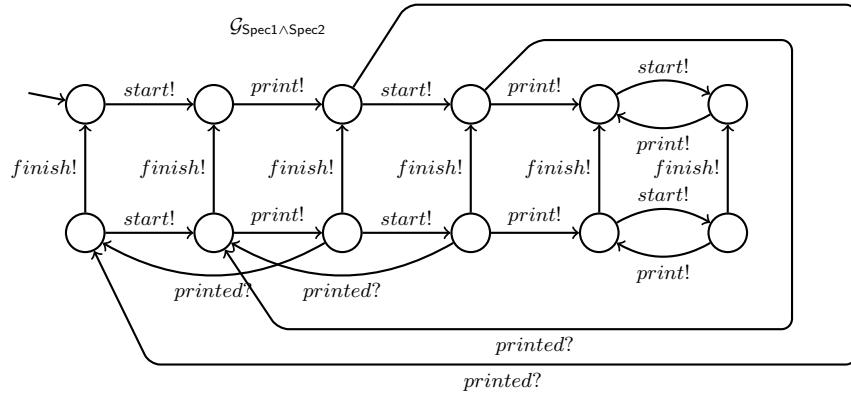 𝒢Spec1∧Spec2
start! print! start! print! start!
print!
finish! finish! finish! finish! finish! finish!
start! print! start! print! start!
print!
printed? printed?
printed?
printed?